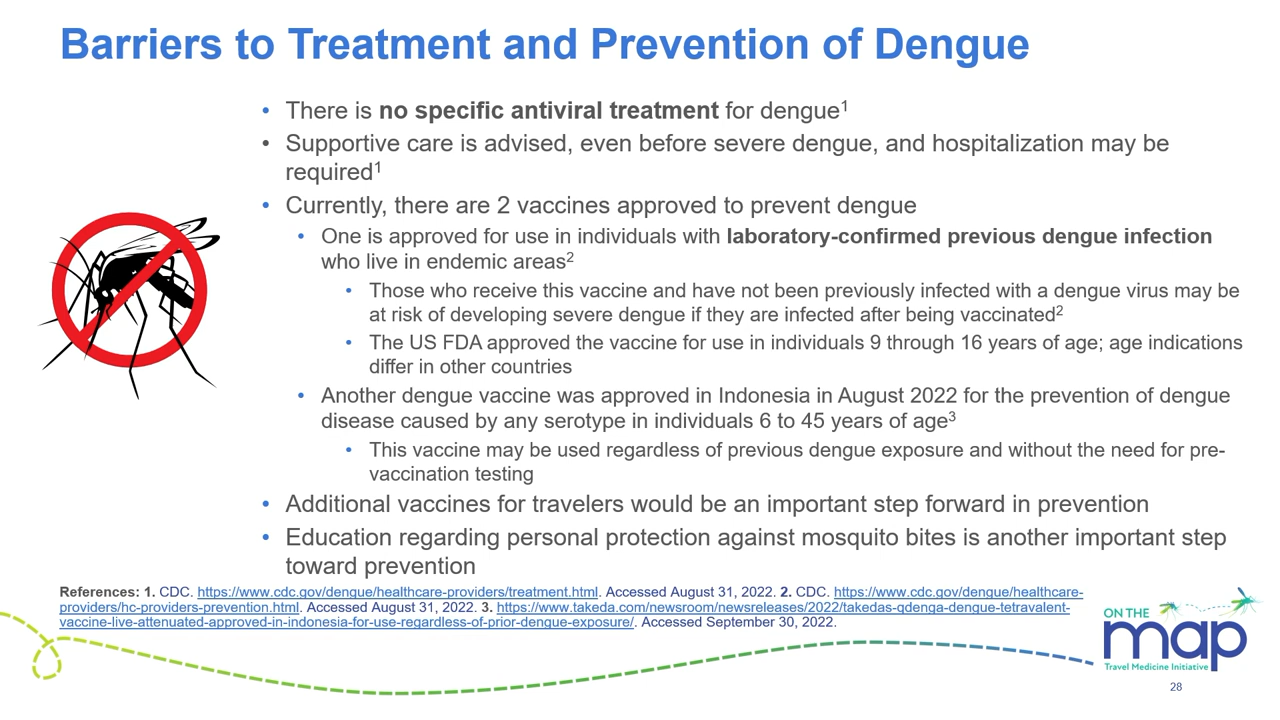 Barriers to Treatment and Prevention of Dengue
• There is no specific antiviral treatment for dengue¹
• Supportive care is advised, even before severe dengue, and hospitalization may be
required¹
• Currently, there are 2 vaccines approved to prevent dengue
• One is approved for use in individuals with laboratory-confirmed previous dengue infection
who live in endemic areas²
• Those who receive this vaccine and have not been previously infected with a dengue virus may be
at risk of developing severe dengue if they are infected after being vaccinated²
• The US FDA approved the vaccine for use in individuals 9 through 16 years of age; age indications
differ in other countries
• Another dengue vaccine was approved in Indonesia in August 2022 for the prevention of dengue
disease caused by any serotype in individuals 6 to 45 years of age³
• This vaccine may be used regardless of previous dengue exposure and without the need for pre-
vaccination testing
• Additional vaccines for travelers would be an important step forward in prevention
• Education regarding personal protection against mosquito bites is another important step
toward prevention
References: 1. CDC. https://www.cdc.gov/dengue/healthcare-providers/treatment.html. Accessed August 31, 2022. 2. CDC. https://www.cdc.gov/dengue/healthcare-
providers/hc-providers-prevention.html. Accessed August 31, 2022. 3. https://www.takeda.com/newsroom/newsreleases/2022/takedas-qdenga-dengue-tetravalent-
vaccine-live-attenuated-approved-in-indonesia-for-use-regardless-of-prior-dengue-exposure/. Accessed September 30, 2022.
ON THE
map
Travel Medicine Initiative
28